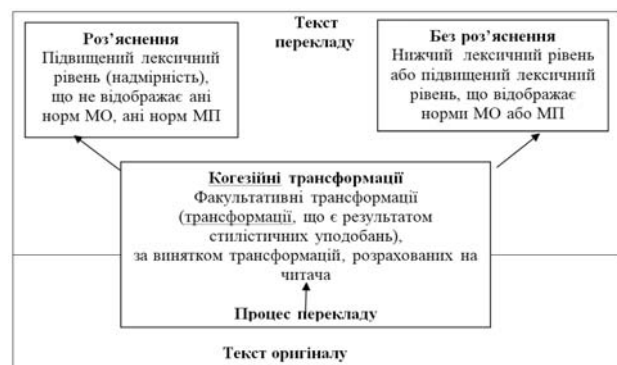 Текст
перекладу
Роз’яснення
Підвищений лексичний
рівень (надмірність),
що не відображає ані
норм МО, ані норм МП
Без роз’яснення
Нижчий лексичний рівень
або підвищений лексичний
рівень, що відображає
норми МО або МП
Когезійні трансформації
Факультативні трансформації
(трансформації, що є результатом
стилістичних уподобань),
за винятком трансформацій, розрахованих на
читача
Процес перекладу
Текст оригіналу